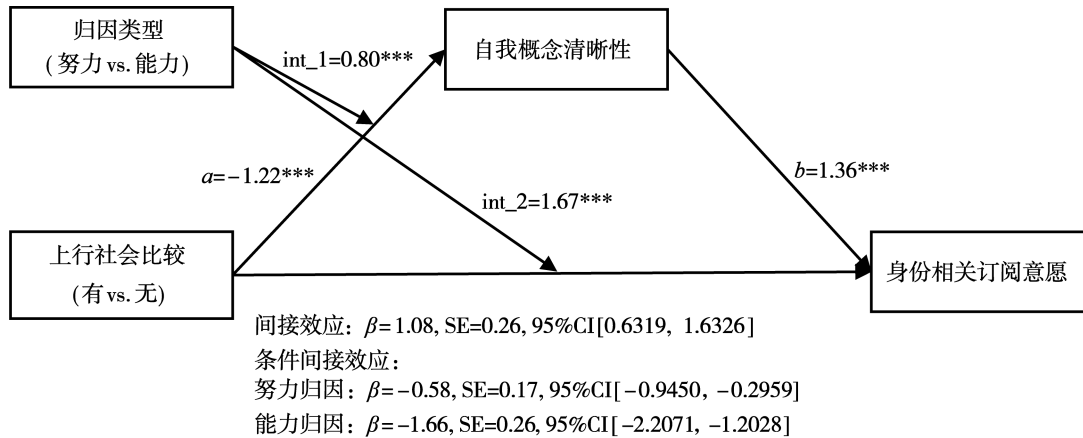 归因类型
(努力vs.能力)
int_1=0.80***
自我概念清晰性
a=-1.22***
b=1.36***
int_2=1.67***
上行社会比较
(有vs.无)
身份相关订阅意愿
间接效应：β=1.08, SE=0.26, 95%CI[0.6319, 1.6326]
条件间接效应：
努力归因：β=-0.58, SE=0.17, 95%CI[-0.9450, -0.2959]
能力归因：β=-1.66, SE=0.26, 95%CI[-2.2071, -1.2028]